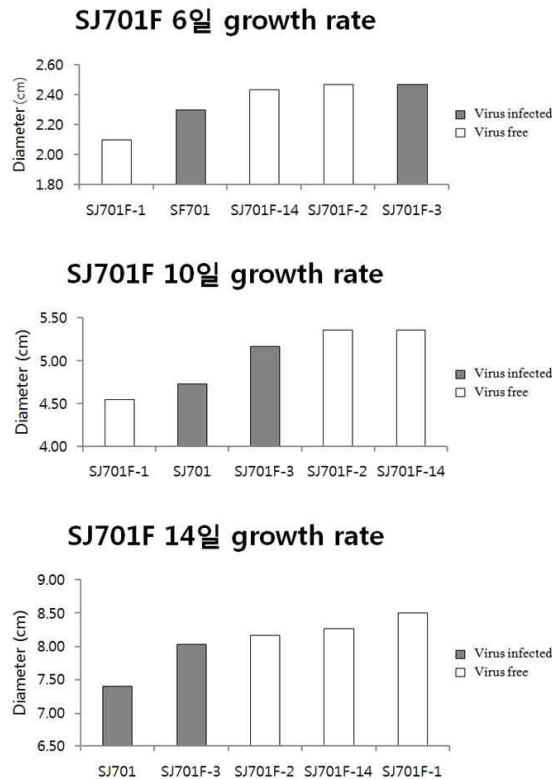 SJ701F 6일 growth rate
Diameter (cm)
2.60
2.40
2.20
2.00
1.80
SJ701F-1 SF701 SJ701F-14 SJ701F-2 SJ701F-3
Virus infected
Virus free
SJ701F 10일 growth rate
Diameter (cm)
5.50
5.00
4.50
4.00
SJ701F-1 SJ701 SJ701F-3 SJ701F-2 SJ701F-14
Virus infected
Virus free
SJ701F 14일 growth rate
Diameter (cm)
9.00
8.50
8.00
7.50
7.00
6.50
SJ701 SJ701F-3 SJ701F-2 SJ701F-14 SJ701F-1
Virus infected
Virus free